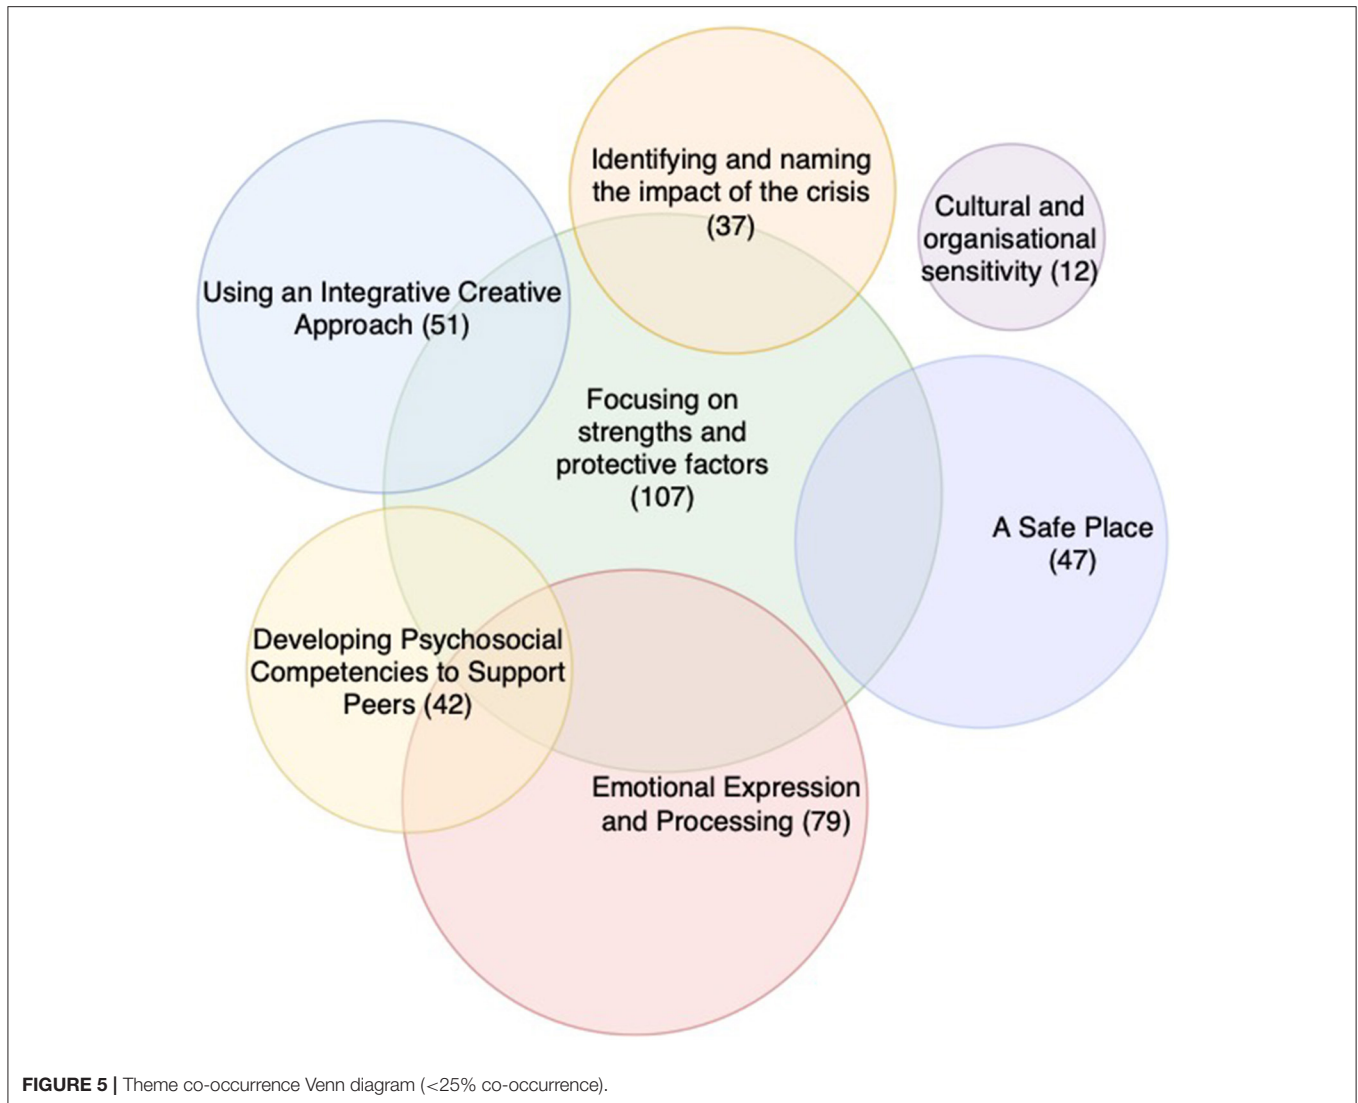 Identifying and naming
the impact of the crisis
(37)
Cultural and
organisational
sensitivity (12)
Using an Integrative Creative
Approach (51)
Focusing on
strengths and
protective factors
(107)
A Safe Place
(47)
Developing Psychosocial
Competencies to Support
Peers (42)
Emotional Expression
and Processing (79)
FIGURE 5 | Theme co-occurrence Venn diagram (<25% co-occurrence).